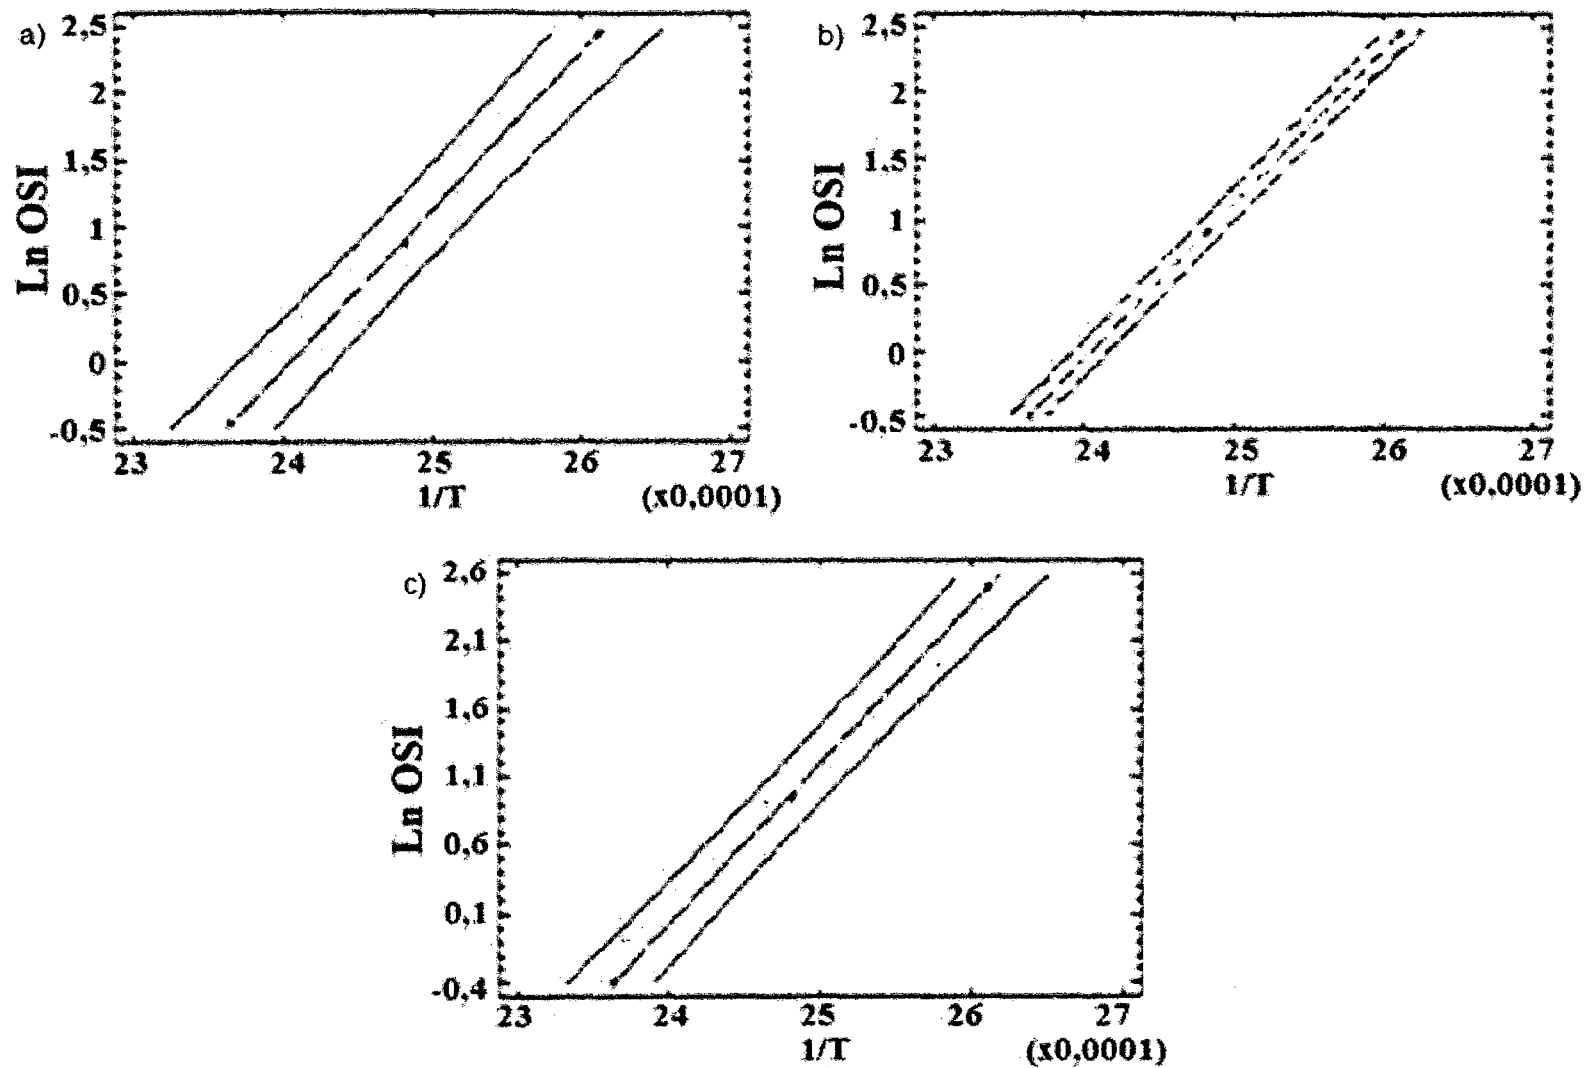 a)
2,5
2
1,5
1
0,5
0
-0,5
Ln OSI
23 24 25 26 27
1/T (x0,0001)
b)
2,5
2
1,5
1
0,5
0
-0,5
Ln OSI
23 24 25 26 27
1/T (x0,0001)
c)
2,6
2,1
1,6
1,1
0,6
0,1
-0,4
Ln OSI
23 24 25 26 27
1/T (x0,0001)